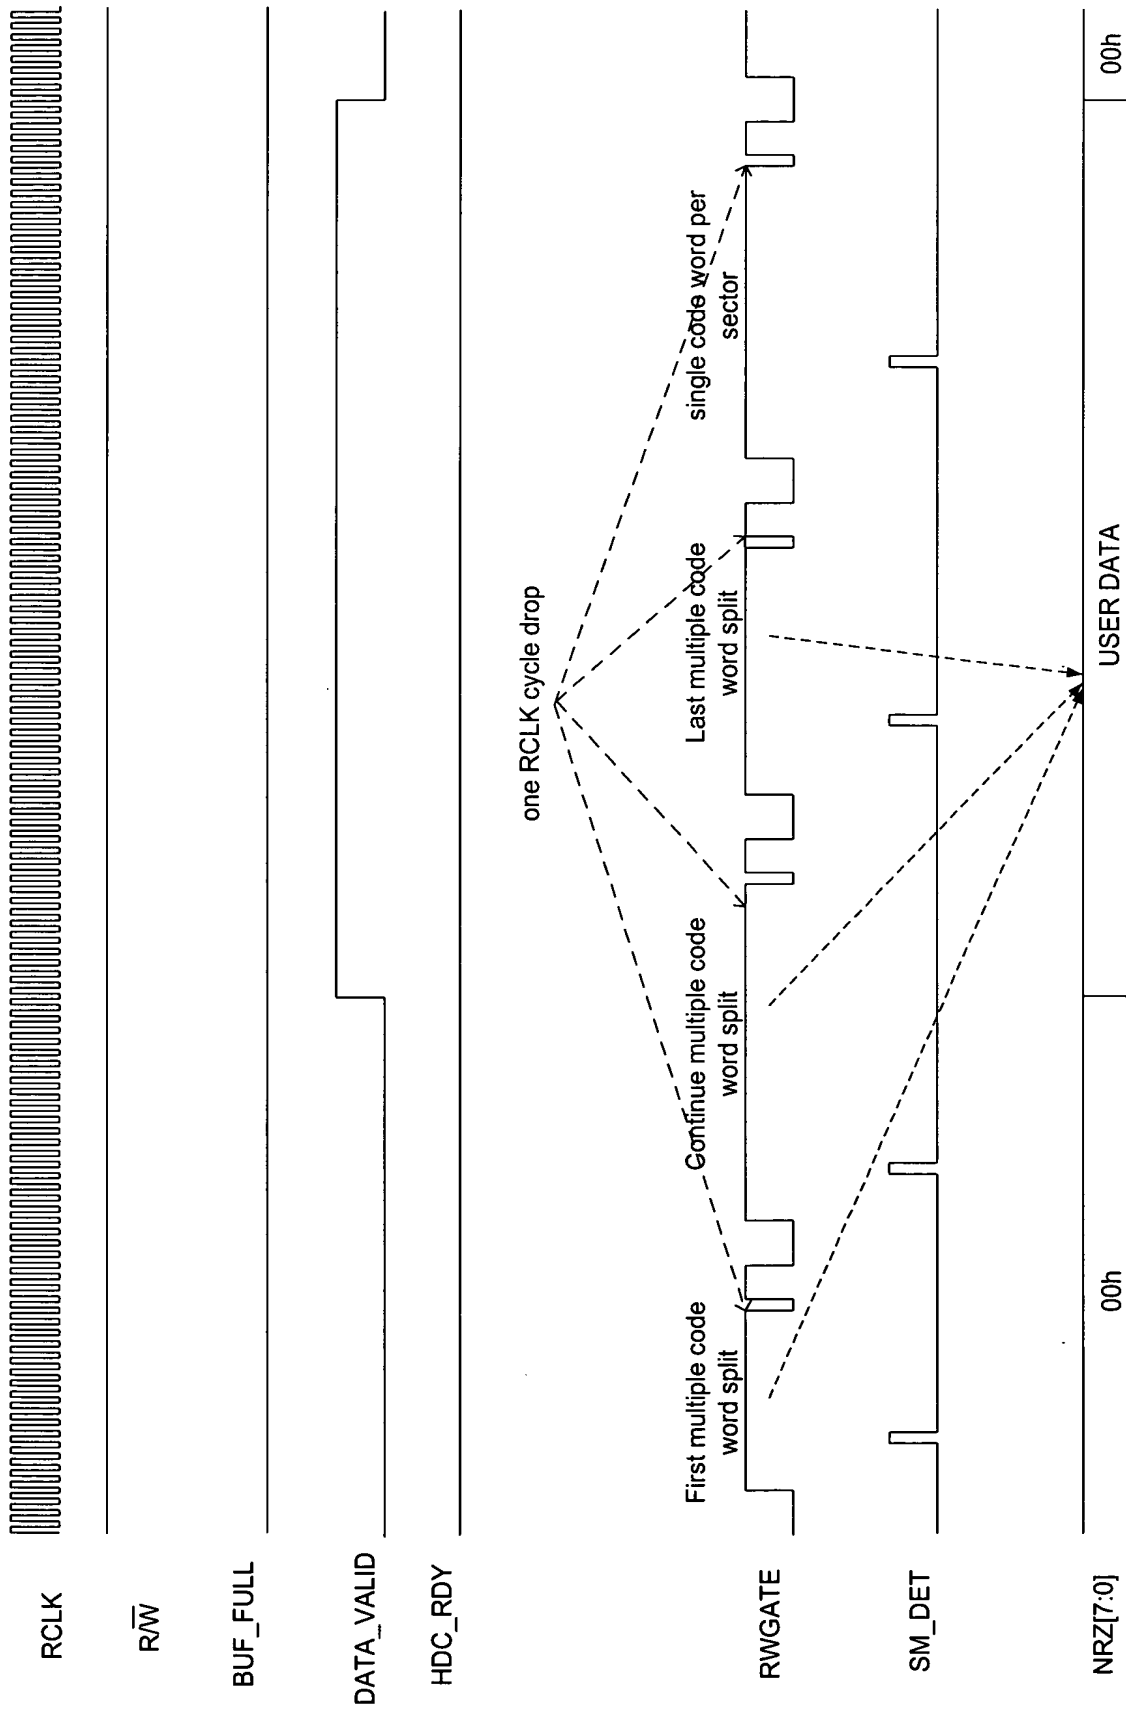 RCLK
R/W̅
BUF_FULL
DATA_VALID
HDC_RDY
one RCLK cycle drop
First multiple code
word split
Continue multiple code
word split
Last multiple code
word split
single code word per
sector
RWGATE
SM_DET
NRZ[7:0]
00h
USER DATA
00h